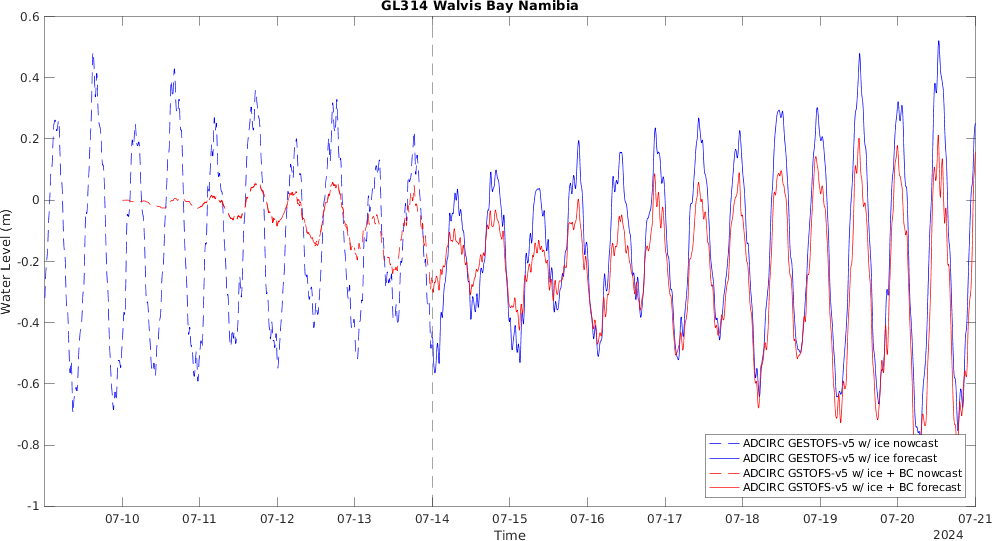 GL314 Walvis Bay Namibia
Water Level (m)
0.6
0.4
0.2
0
-0.2
-0.4
-0.6
-0.8
-1
ADCIRC GESTOFS-v5 w/ ice nowcast
ADCIRC GESTOFS-v5 w/ ice forecast
ADCIRC GSTOFS-v5 w/ ice + BC nowcast
ADCIRC GSTOFS-v5 w/ ice + BC forecast
07-10 07-11 07-12 07-13 07-14 07-15 07-16 07-17 07-18 07-19 07-20 07-21
Time
2024